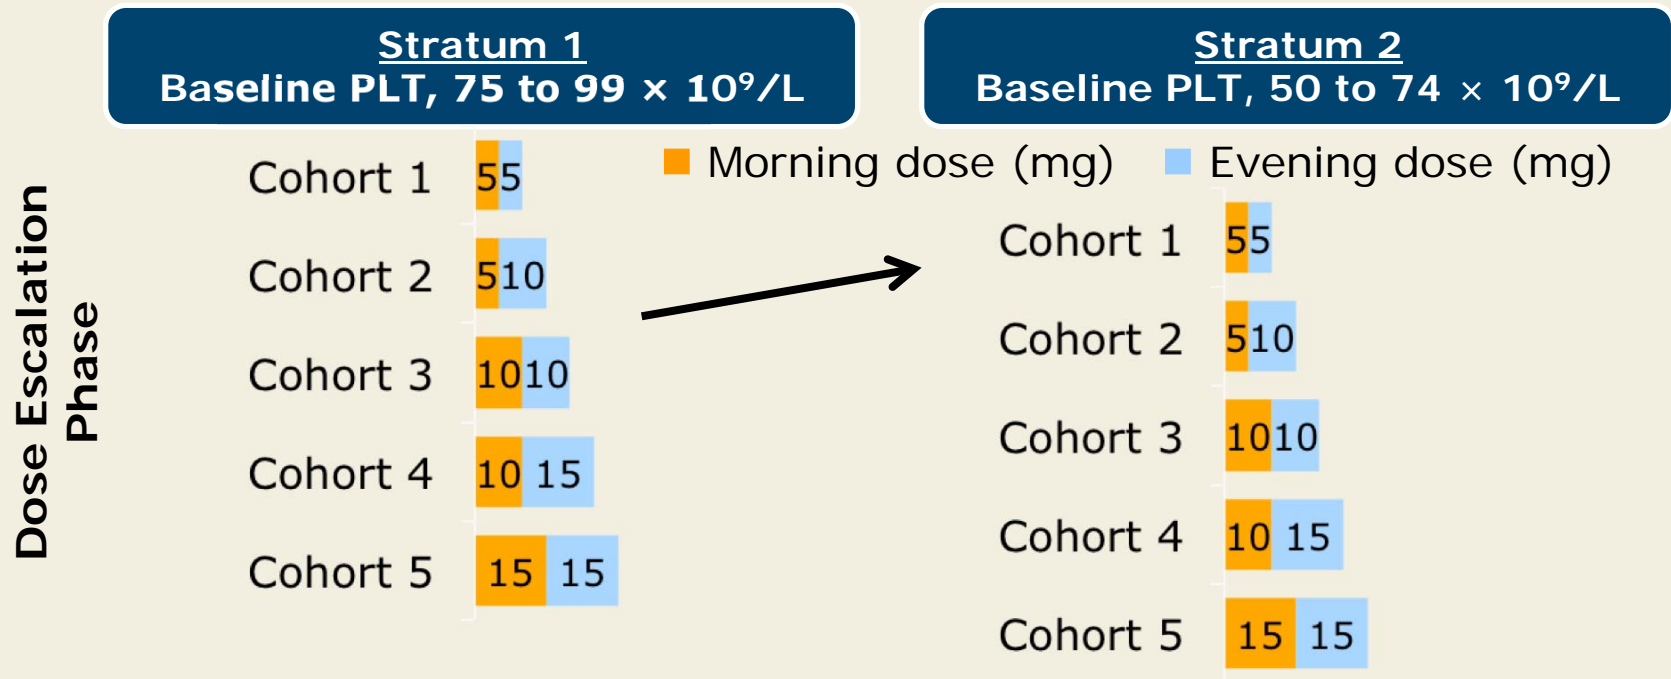 Stratum 1
Baseline PLT, 75 to 99 × 10⁹/L
Stratum 2
Baseline PLT, 50 to 74 × 10⁹/L
Morning dose (mg)
Evening dose (mg)
Dose Escalation
Phase
Cohort 1 5 5
Cohort 2 5 10
Cohort 3 10 10
Cohort 4 10 15
Cohort 5 15 15
Cohort 1 5 5
Cohort 2 5 10
Cohort 3 10 10
Cohort 4 10 15
Cohort 5 15 15